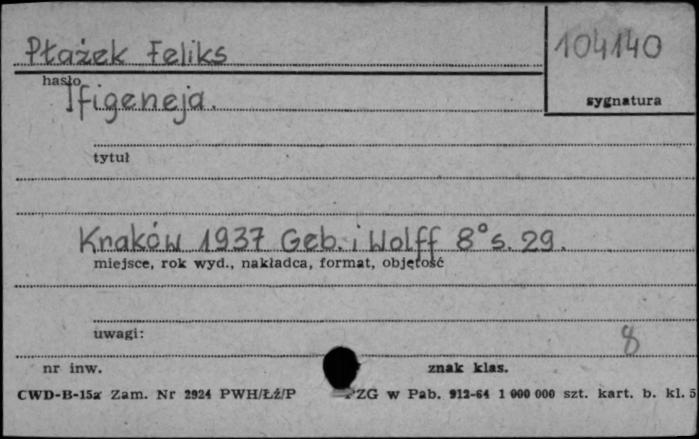 Płażek Feliks
104140
hasło
sygnatura
Ifigeneja.
tytuł
Kraków 1937 Geb. i Wolff 8° s. 29.
miejsce, rok wyd., nakładca, format, objętość
uwagi:
8
nr inw.
znak klas.
CWD-B-15a Zam. Nr 2924 PWH/Łż/P PZG w Pab. 912-64 1 000 000 szt. kart. b. kl. 5